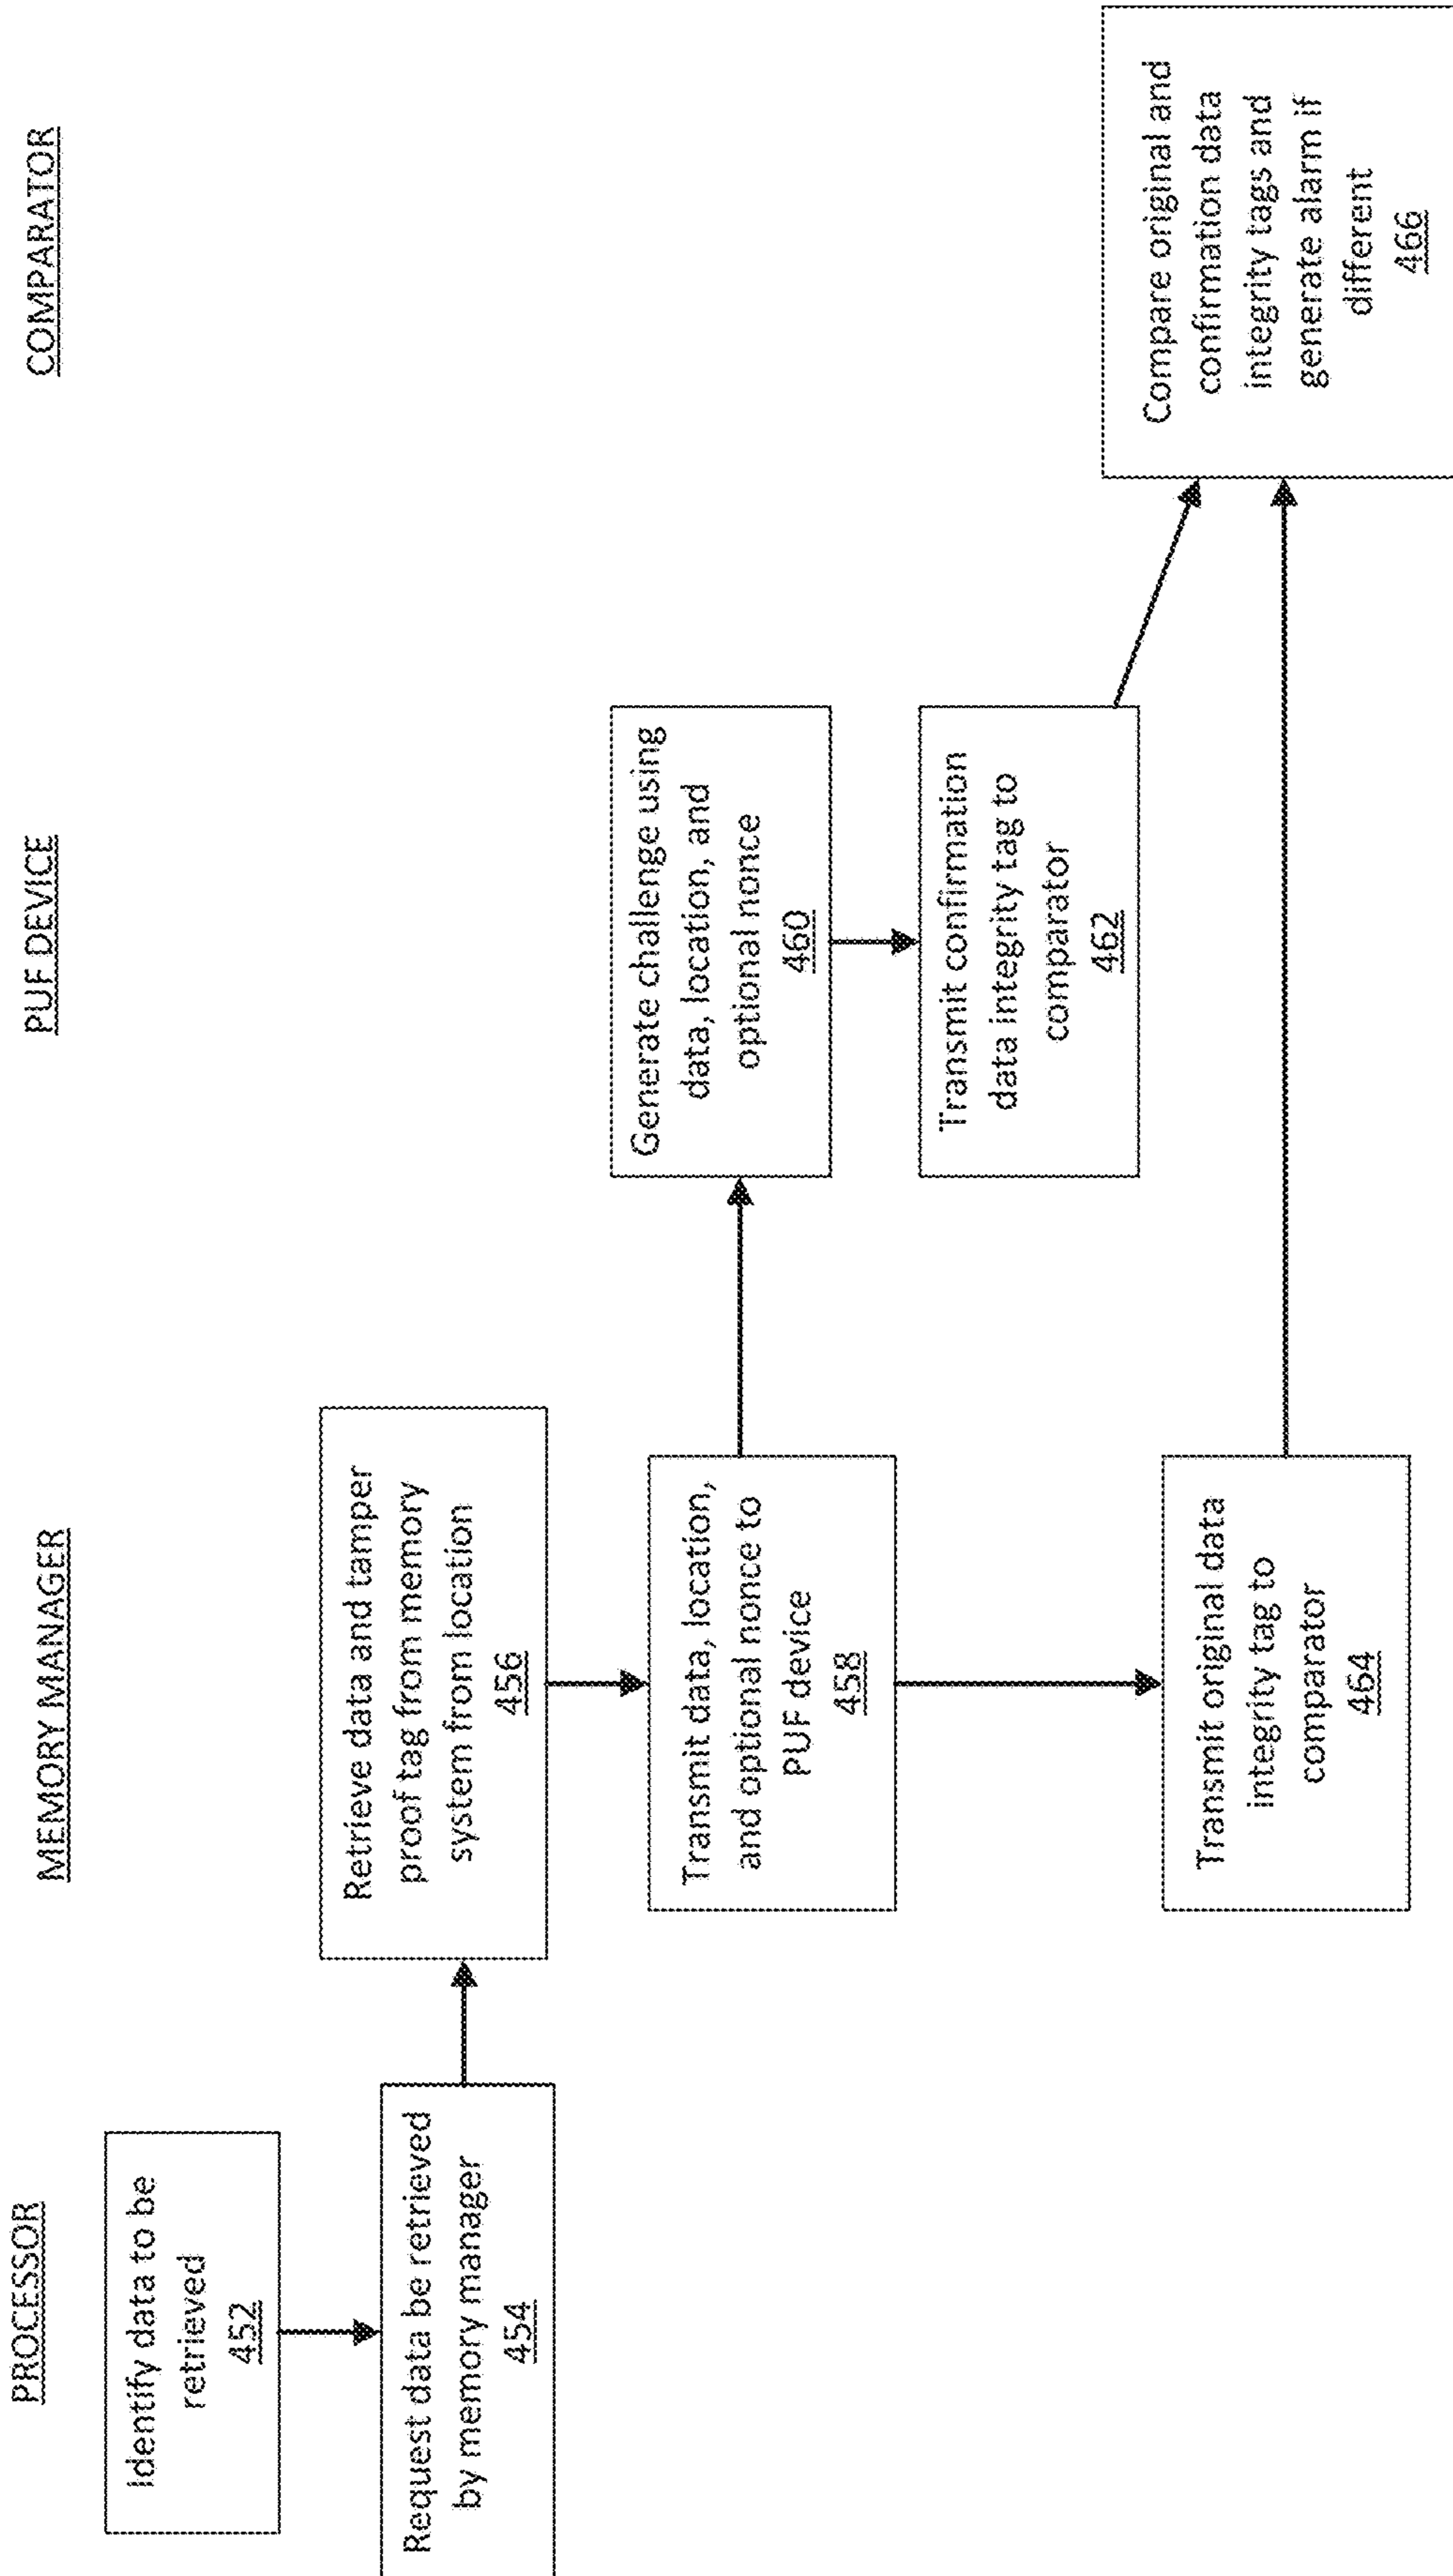 PROCESSOR
MEMORY MANAGER
PUF DEVICE
COMPARATOR
Identify data to be
retrieved
452
Request data be retrieved
by memory manager
454
Retrieve data and tamper
proof tag from memory
system from location
456
Transmit data, location,
and optional nonce to
PUF device
458
Generate challenge using
data, location, and
optional nonce
460
Transmit confirmation
data integrity tag to
comparator
462
Transmit original data
integrity tag to
comparator
464
Compare original and
confirmation data
integrity tags and
generate alarm if
different
466